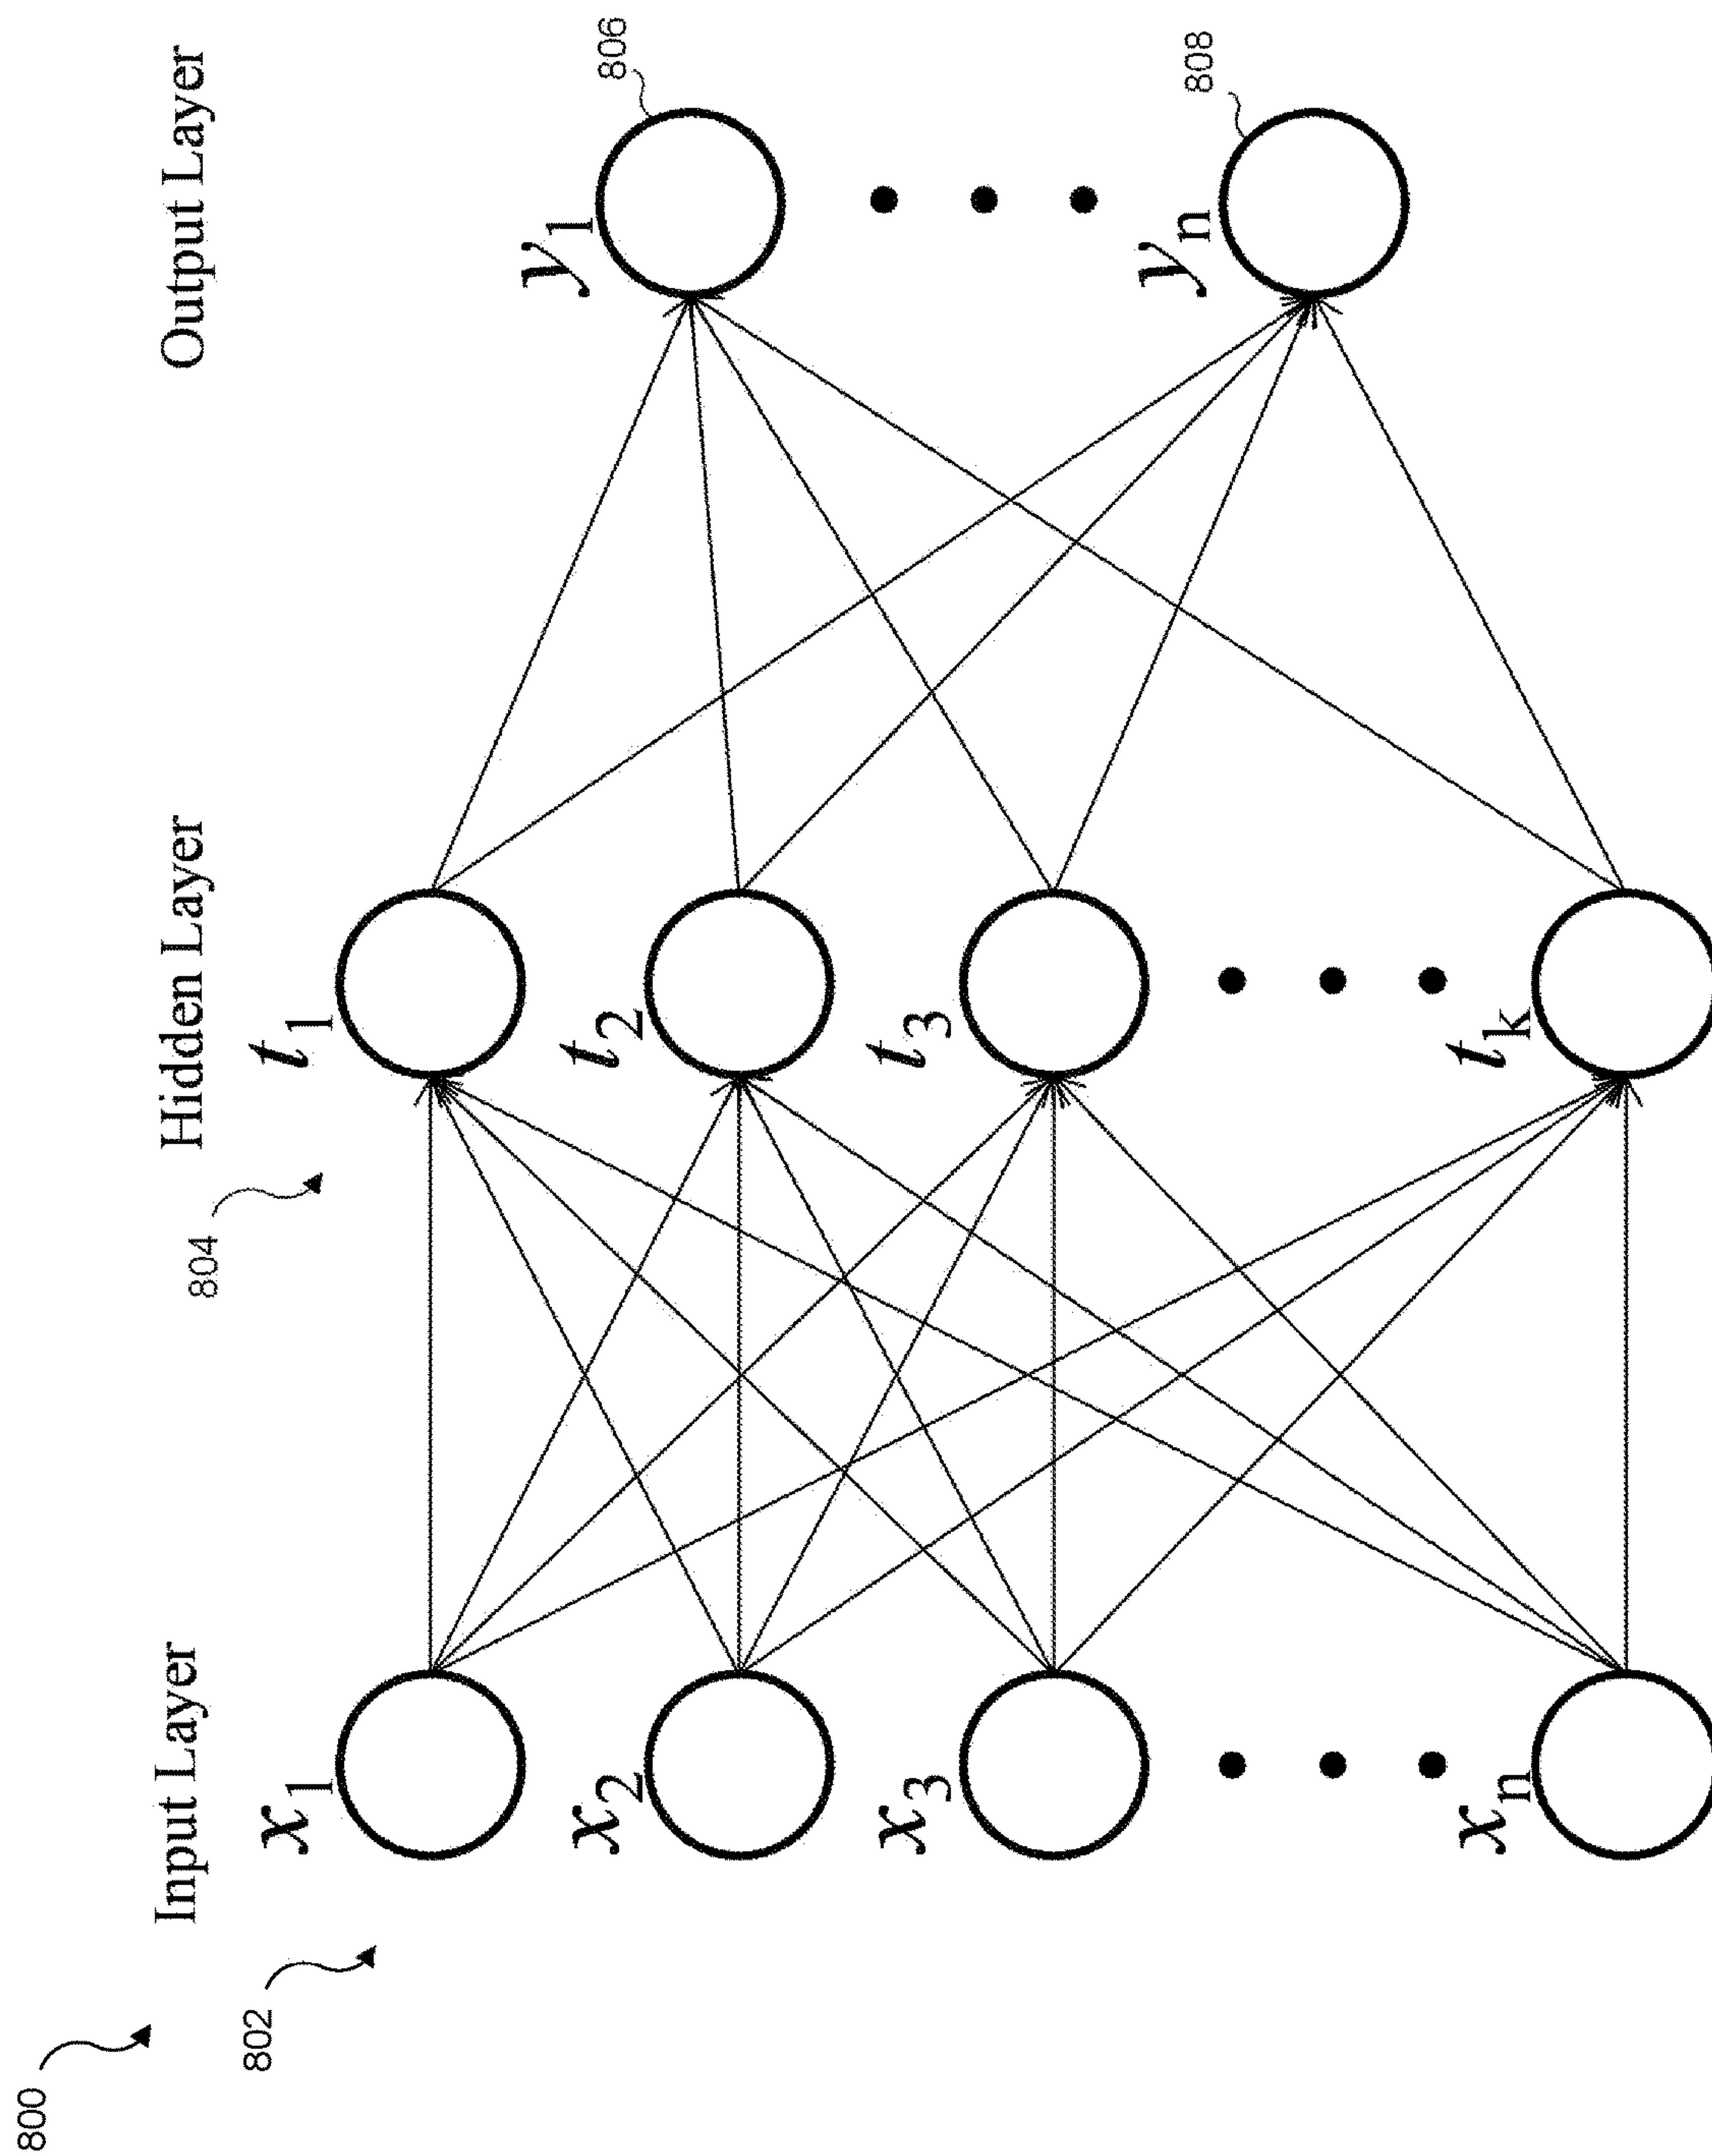 800
802
Input Layer
x1
x2
x3
xn
804
Hidden Layer
t1
t2
t3
tk
Output Layer
y1
806
yn
808